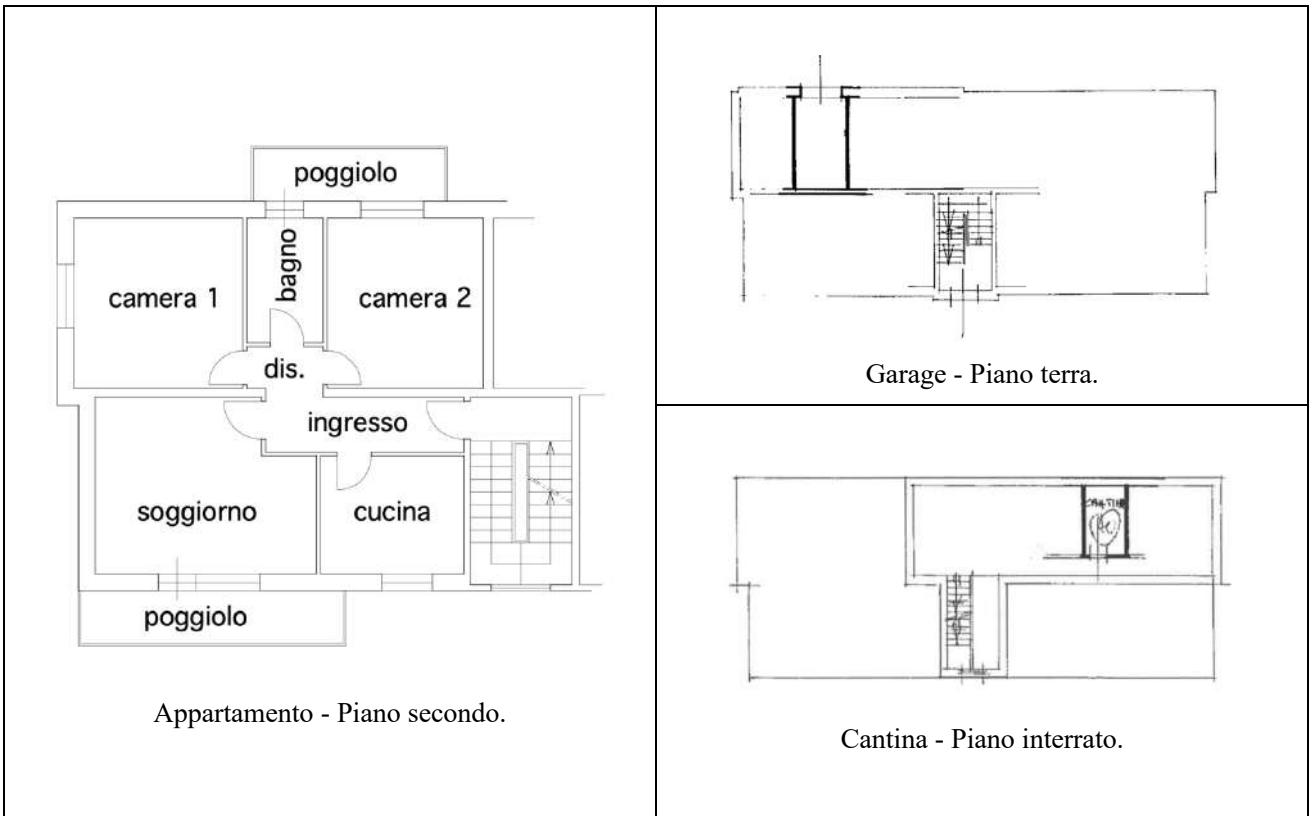 poggiolo
bagno
camera 1
camera 2
dis.
ingresso
soggiorno
cucina
poggiolo
Appartamento - Piano secondo.
Garage - Piano terra.
CANTINA
Cantina - Piano interrato.